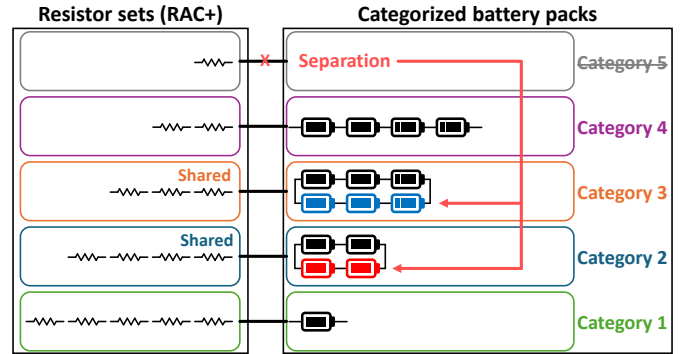 Resistor sets (RAC+)
Categorized battery packs
X
Separation
Category 5
Category 4
Shared
Category 3
Shared
Category 2
Category 1